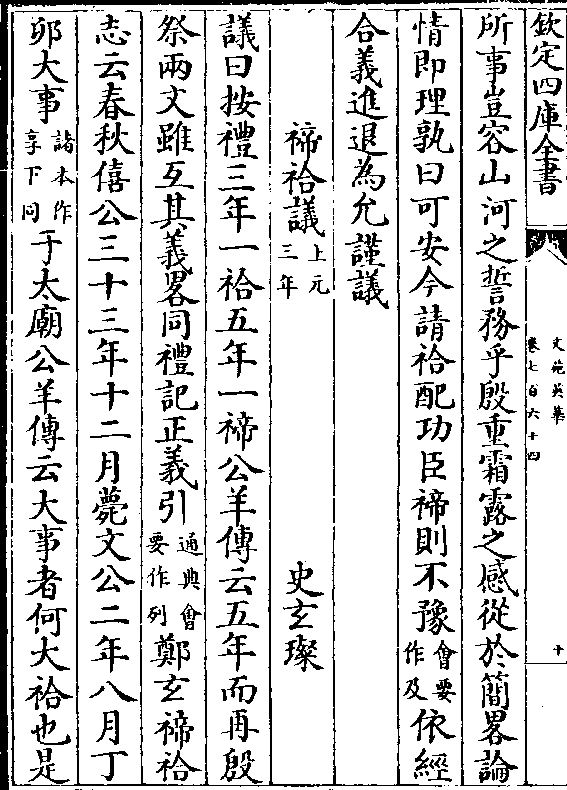 欽定四庫全書
文苑英華
卷七百六十四
十
所事豈容山河之誓務乎殷重霜露之感從於簡畧論
情即理孰曰可安今請祫配功臣禘則不豫會要作及依經
合義進退為允謹議
禘祫議上元三年 史玄璨
議曰按禮三年一祫五年一禘公羊傳云五年而再殷
祭兩文雖互其義畧同禮記正義引通典會要作列鄭玄禘祫
志云春秋僖公三十三年十二月薨文公二年八月丁
夘大事諸本作享下同于太廟公羊傳云大事者何大祫也是